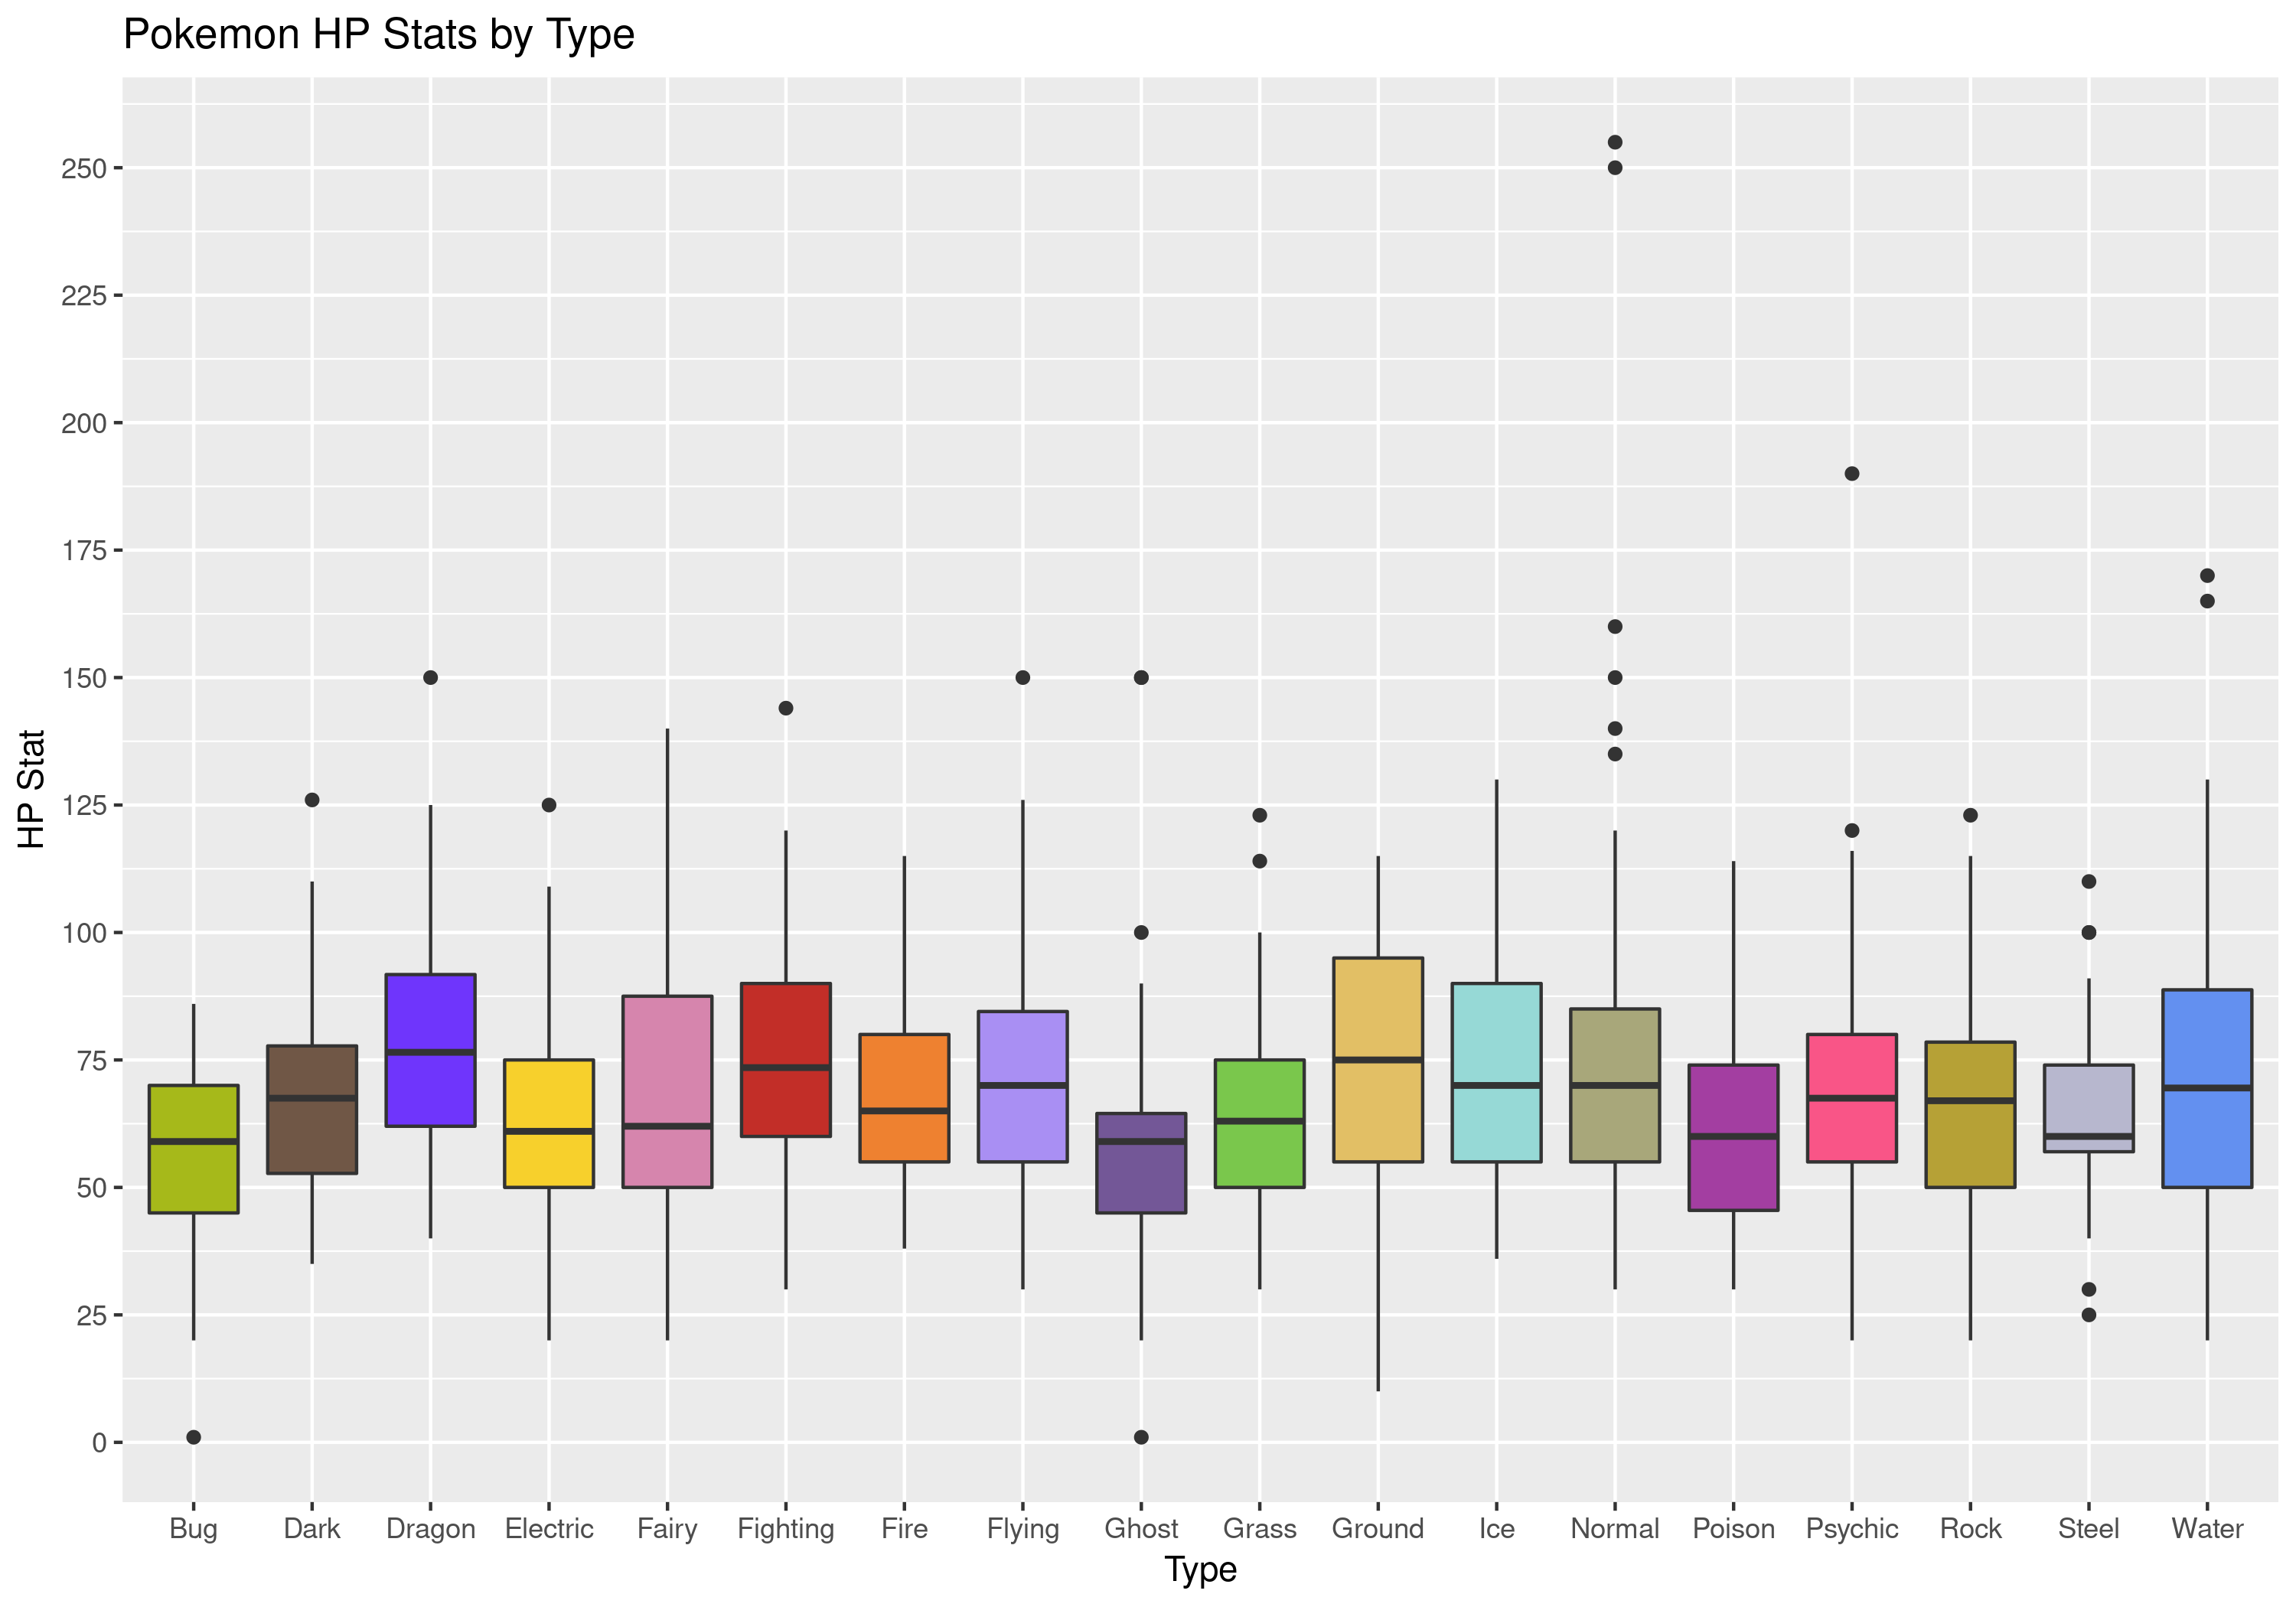 Pokemon HP Stats by Type
HP Stat
250
225
200
175
150
125
100
75
50
25
0
Bug Dark Dragon Electric Fairy Fighting Fire Flying Ghost Grass Ground Ice Normal Poison Psychic Rock Steel Water
Type